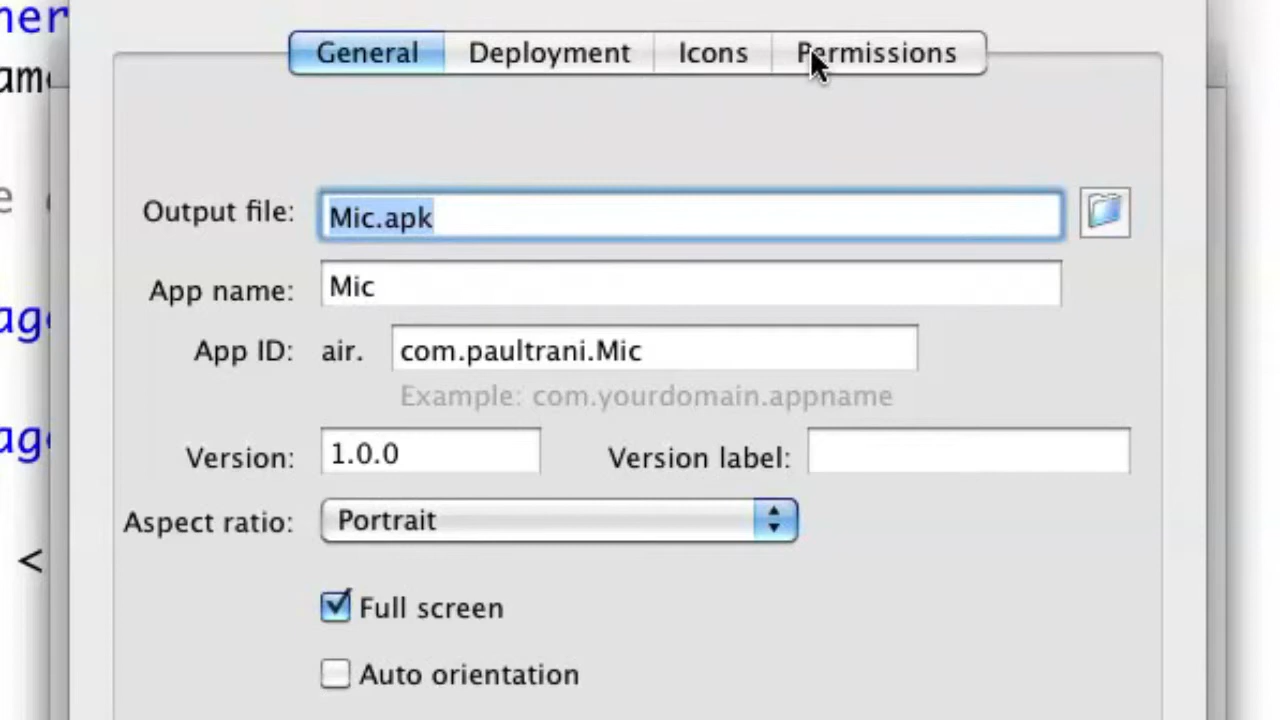 General Deployment Icons Permissions
Output file: Mic.apk
App name: Mic
App ID: air. com.paultrani.Mic
Example: com.yourdomain.appname
Version: 1.0.0 Version label:
Aspect ratio: Portrait
<
Full screen
Auto orientation